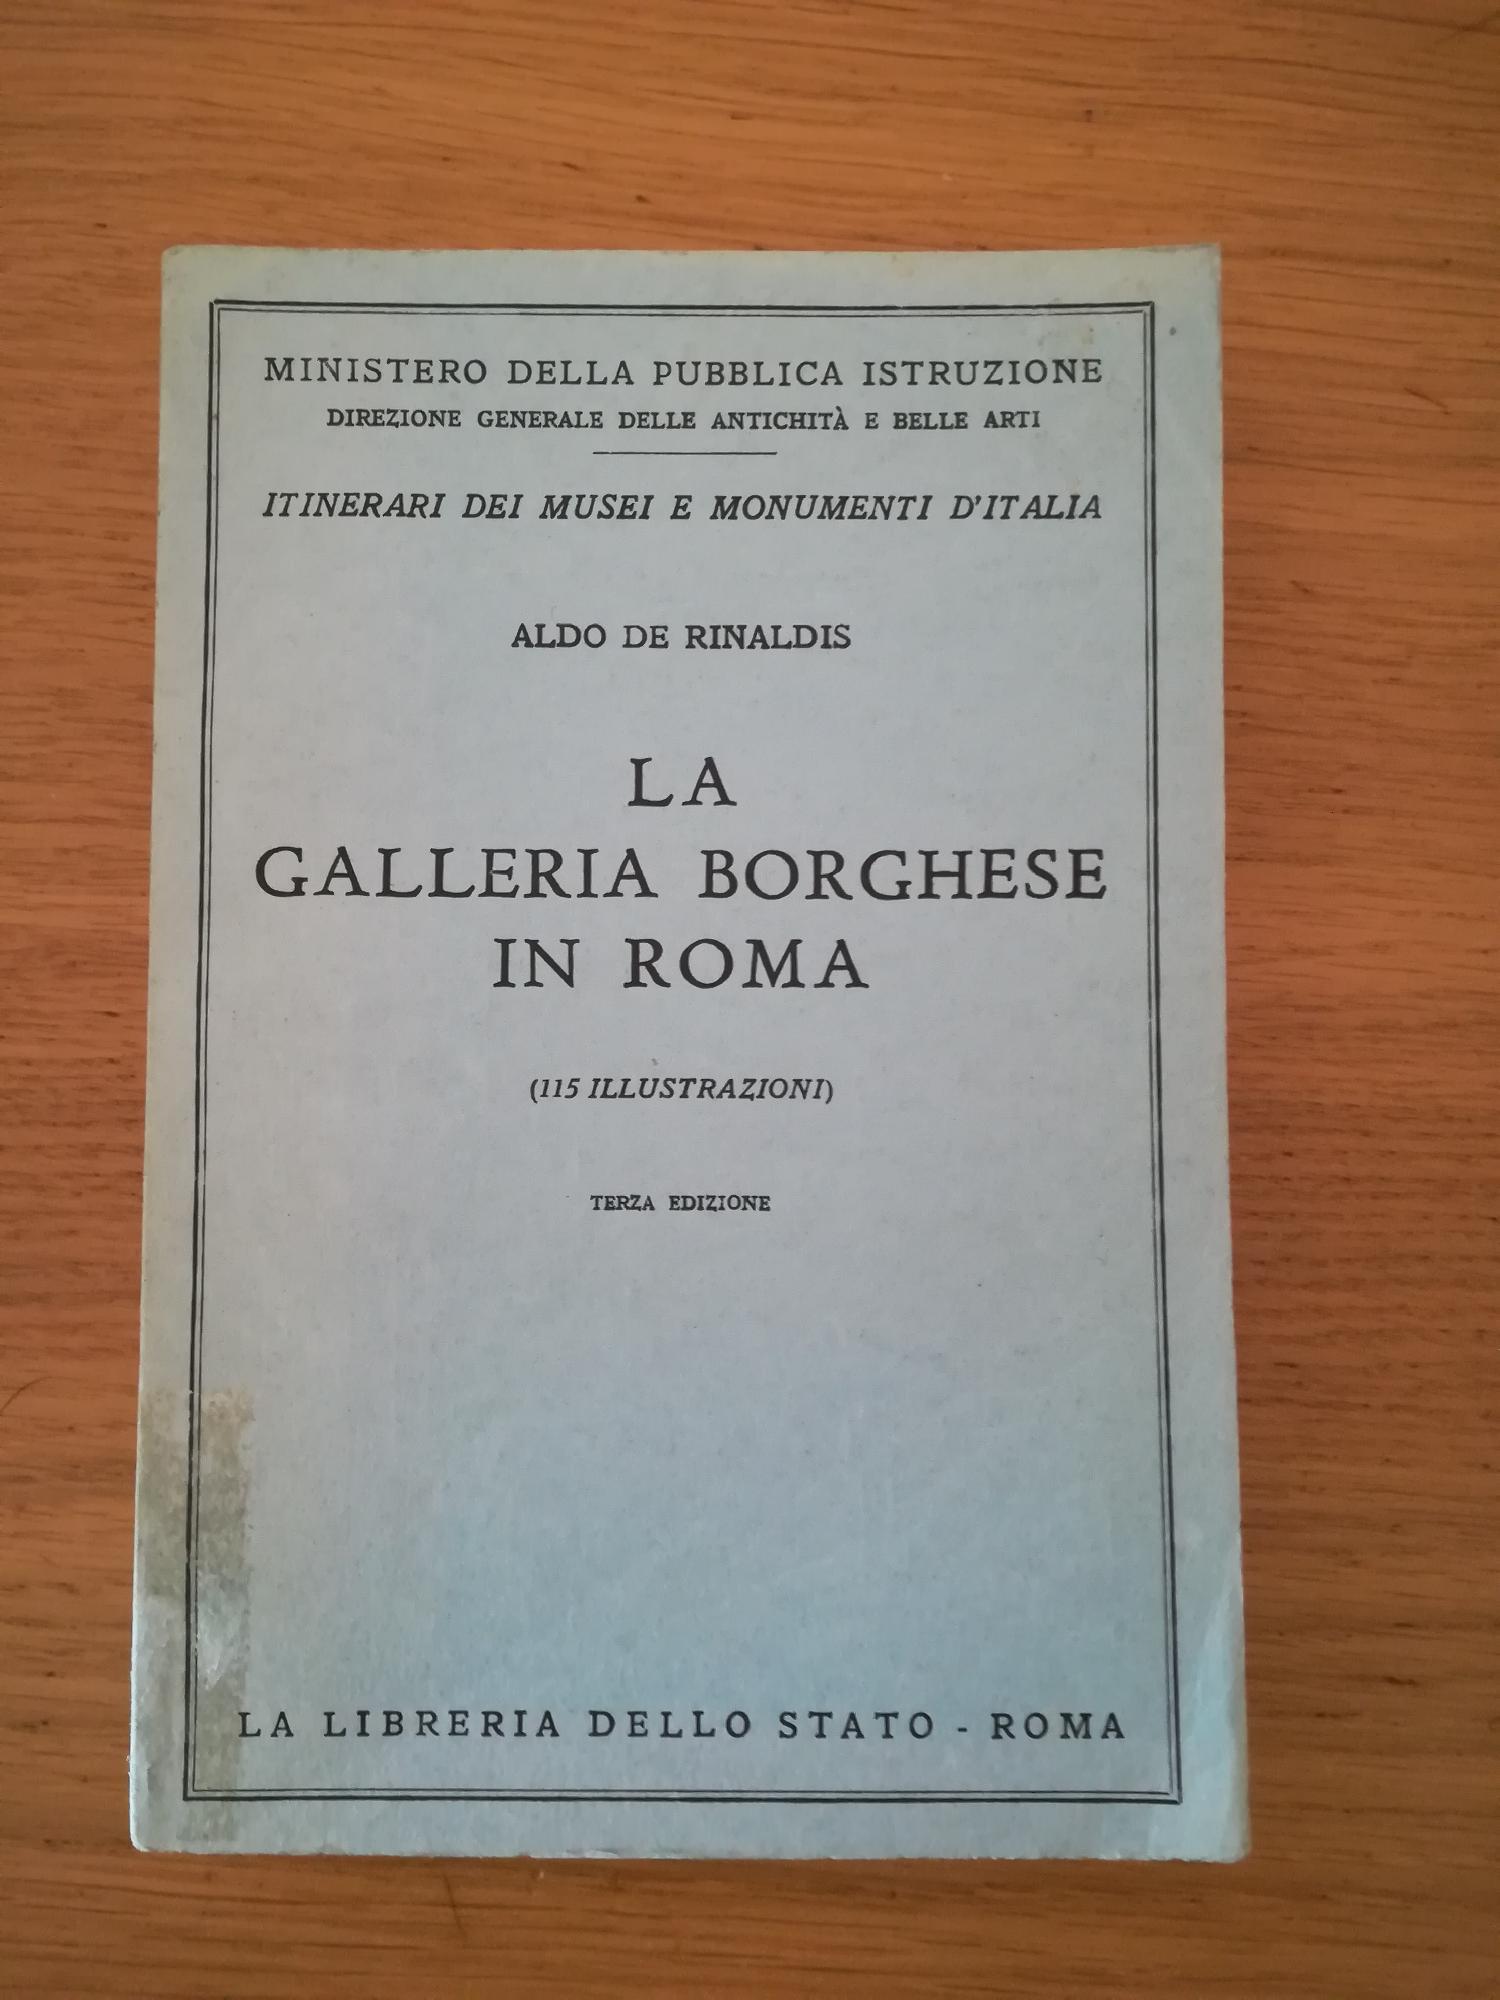 MINISTERO DELLA PUBBLICA ISTRUZIONE
DIREZIONE GENERALE DELLE ANTICHITÀ E BELLE ARTI
ITINERARI DEI MUSEI E MONUMENTI D'ITALIA
ALDO DE RINALDIS
LA
GALLERIA BORGHESE
IN ROMA
(115 ILLUSTRAZIONI)
TERZA EDIZIONE
LA LIBRERIA DELLO STATO - ROMA